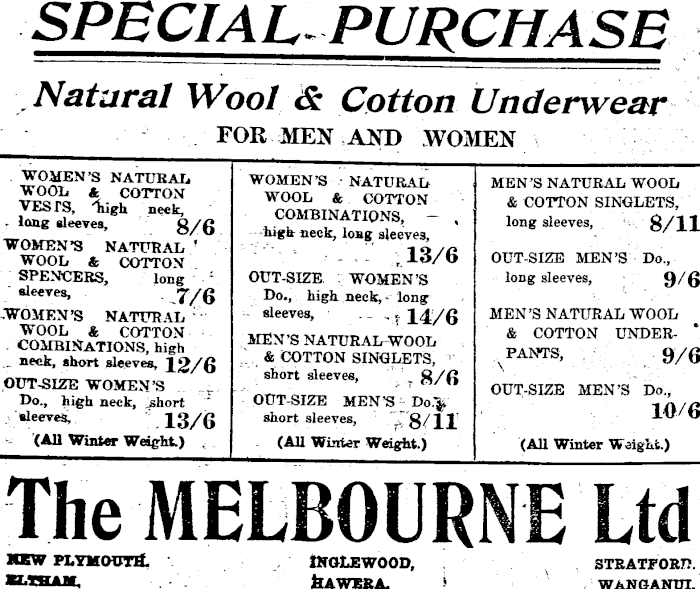 SPECIAL PURCHASE
Natural Wool & Cotton Underwear
FOR MEN AND WOMEN
WOMEN'S NATURAL
WOOL & COTTON
VESTS, high neck,
long sleeves, 8/6
WOMEN'S NATURAL
WOOL & COTTON
SPENCERS, long
sleeves, 7/6
WOMEN'S NATURAL
WOOL & COTTON
COMBINATIONS, high
neck, short sleeves, 12/6
OUT-SIZE WOMEN'S
Do., high neck, short
sleeves, 13/6
(All Winter Weight.)
WOMEN'S NATURAL
WOOL & COTTON
COMBINATIONS,
high neck, long sleeves,
13/6
OUT-SIZE WOMEN'S
Do., high neck, long
sleeves, 14/6
MEN'S NATURAL WOOL
& COTTON SINGLETS,
short sleeves, 8/6
OUT-SIZE MEN'S Do.,
short sleeves, 8/11
(All Winter Weight.)
MEN'S NATURAL WOOL
& COTTON SINGLETS,
long sleeves, 8/11
OUT-SIZE MEN'S Do.,
long sleeves, 9/6
MEN'S NATURAL WOOL
& COTTON UNDER-
PANTS, 9/6
OUT-SIZE MEN'S Do.,
10/6
(All Winter Weight.)
The MELBOURNE Ltd
NEW PLYMOUTH. INGLEWOOD, STRATFORD.
ELTHAM, HAWERA, WANGANUI.